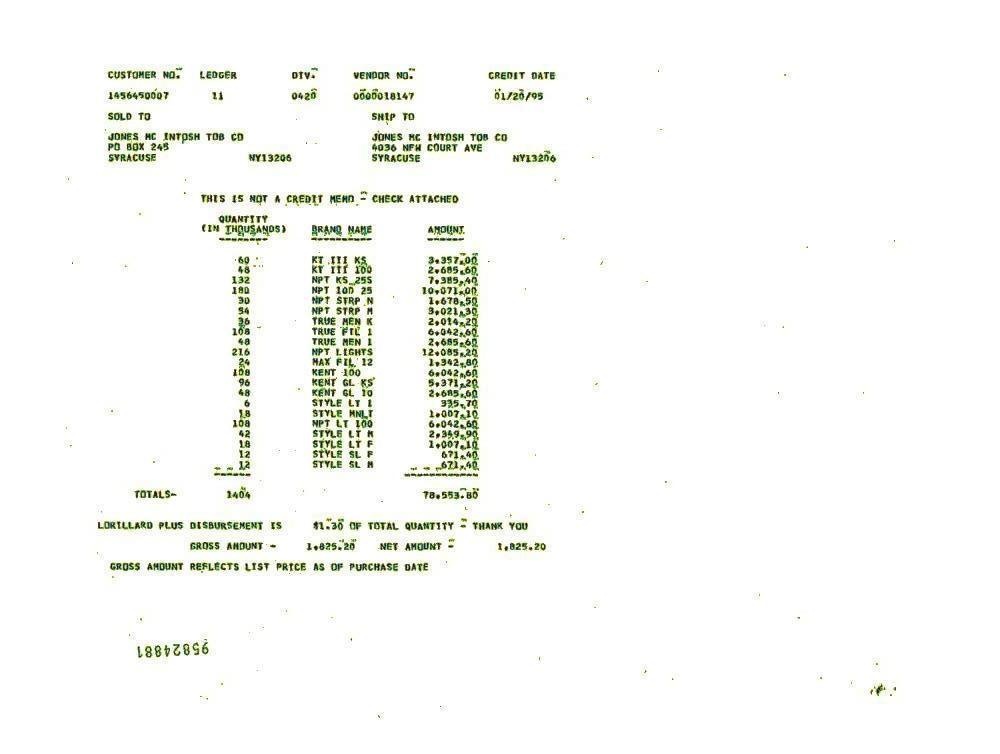 CUSTOMER NO. LEDGER DIV. VENDOR NO. CREDIT DATE
1456450007 11 0420 0000018147 01/20/95
SOLD TO SHIP TO
JONES MC INTOSH TOB CO JONES MC INTOSH TOB CO
PO BOX 245 4036 NEW COURT AVE
SYRACUSE NY13206 SYRACUSE NY13206
THIS IS NOT A CREDIT MEMO - CHECK ATTACHED
QUANTITY
(IN THOUSANDS) BRAND NAME AMOUNT
60 KT III KS 3,357.00
48 KT III 100 2,685.60
132 NPT KS 25S 7,385.40
180 NPT 100 25 10,071.00
30 NPT STRP N 1,678.50
54 NPT STRP M 3,021.30
36 TRUE MEN K 2,014.20
108 TRUE FIL 1 6,042.60
48 TRUE MEN 1 2,685.60
216 NPT LIGHTS 12,085.20
24 MAX FIL 12 1,342.80
108 KENT 100 6,042.60
96 KENT GL KS 5,371.20
48 KENT GL 10 2,685.60
6 STYLE LT 1 335.70
18 STYLE MNLT 1,007.10
108 NPT LT 100 6,042.60
42 STYLE LT M 2,349.90
18 STYLE LT F 1,007.10
12 STYLE SL F 671.40
12 STYLE SL M 671.40
TOTALS- 1404 78,553.80
LORILLARD PLUS DISBURSEMENT IS $1.30 OF TOTAL QUANTITY - THANK YOU
GROSS AMOUNT - 1,825.20 NET AMOUNT - 1,825.20
GROSS AMOUNT REFLECTS LIST PRICE AS OF PURCHASE DATE
95824881